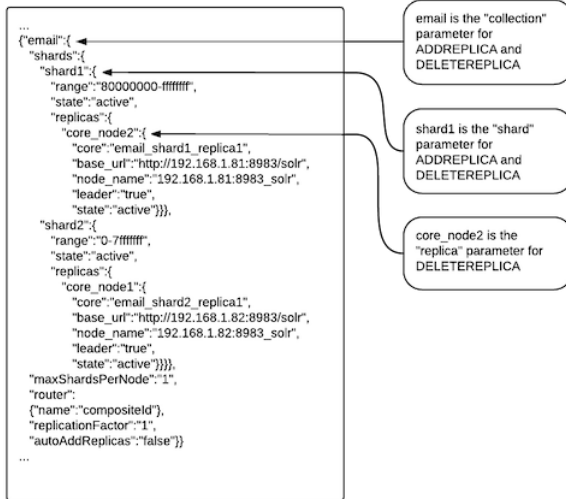 ...
{"email":{
"shards":{
"shard1":{
"range":"80000000-ffffffff",
"state":"active",
"replicas":{
"core_node2":{
"core":"email_shard1_replica1",
"base_url":"http://192.168.1.81:8983/solr",
"node_name":"192.168.1.81:8983_solr",
"leader":"true",
"state":"active"}}},
"shard2":{
"range":"0-7fffffff",
"state":"active",
"replicas":{
"core_node1":{
"core":"email_shard2_replica1",
"base_url":"http://192.168.1.82:8983/solr",
"node_name":"192.168.1.82:8983_solr",
"leader":"true",
"state":"active"}}}},
"maxShardsPerNode":"1",
"router":
{"name":"compositeId"},
"replicationFactor":"1",
"autoAddReplicas":"false"}}
...
email is the "collection"
parameter for
ADDREPLICA and
DELETEREPLICA
shard1 is the "shard"
parameter for
ADDREPLICA and
DELETEREPLICA
core_node2 is the
"replica" parameter for
DELETEREPLICA